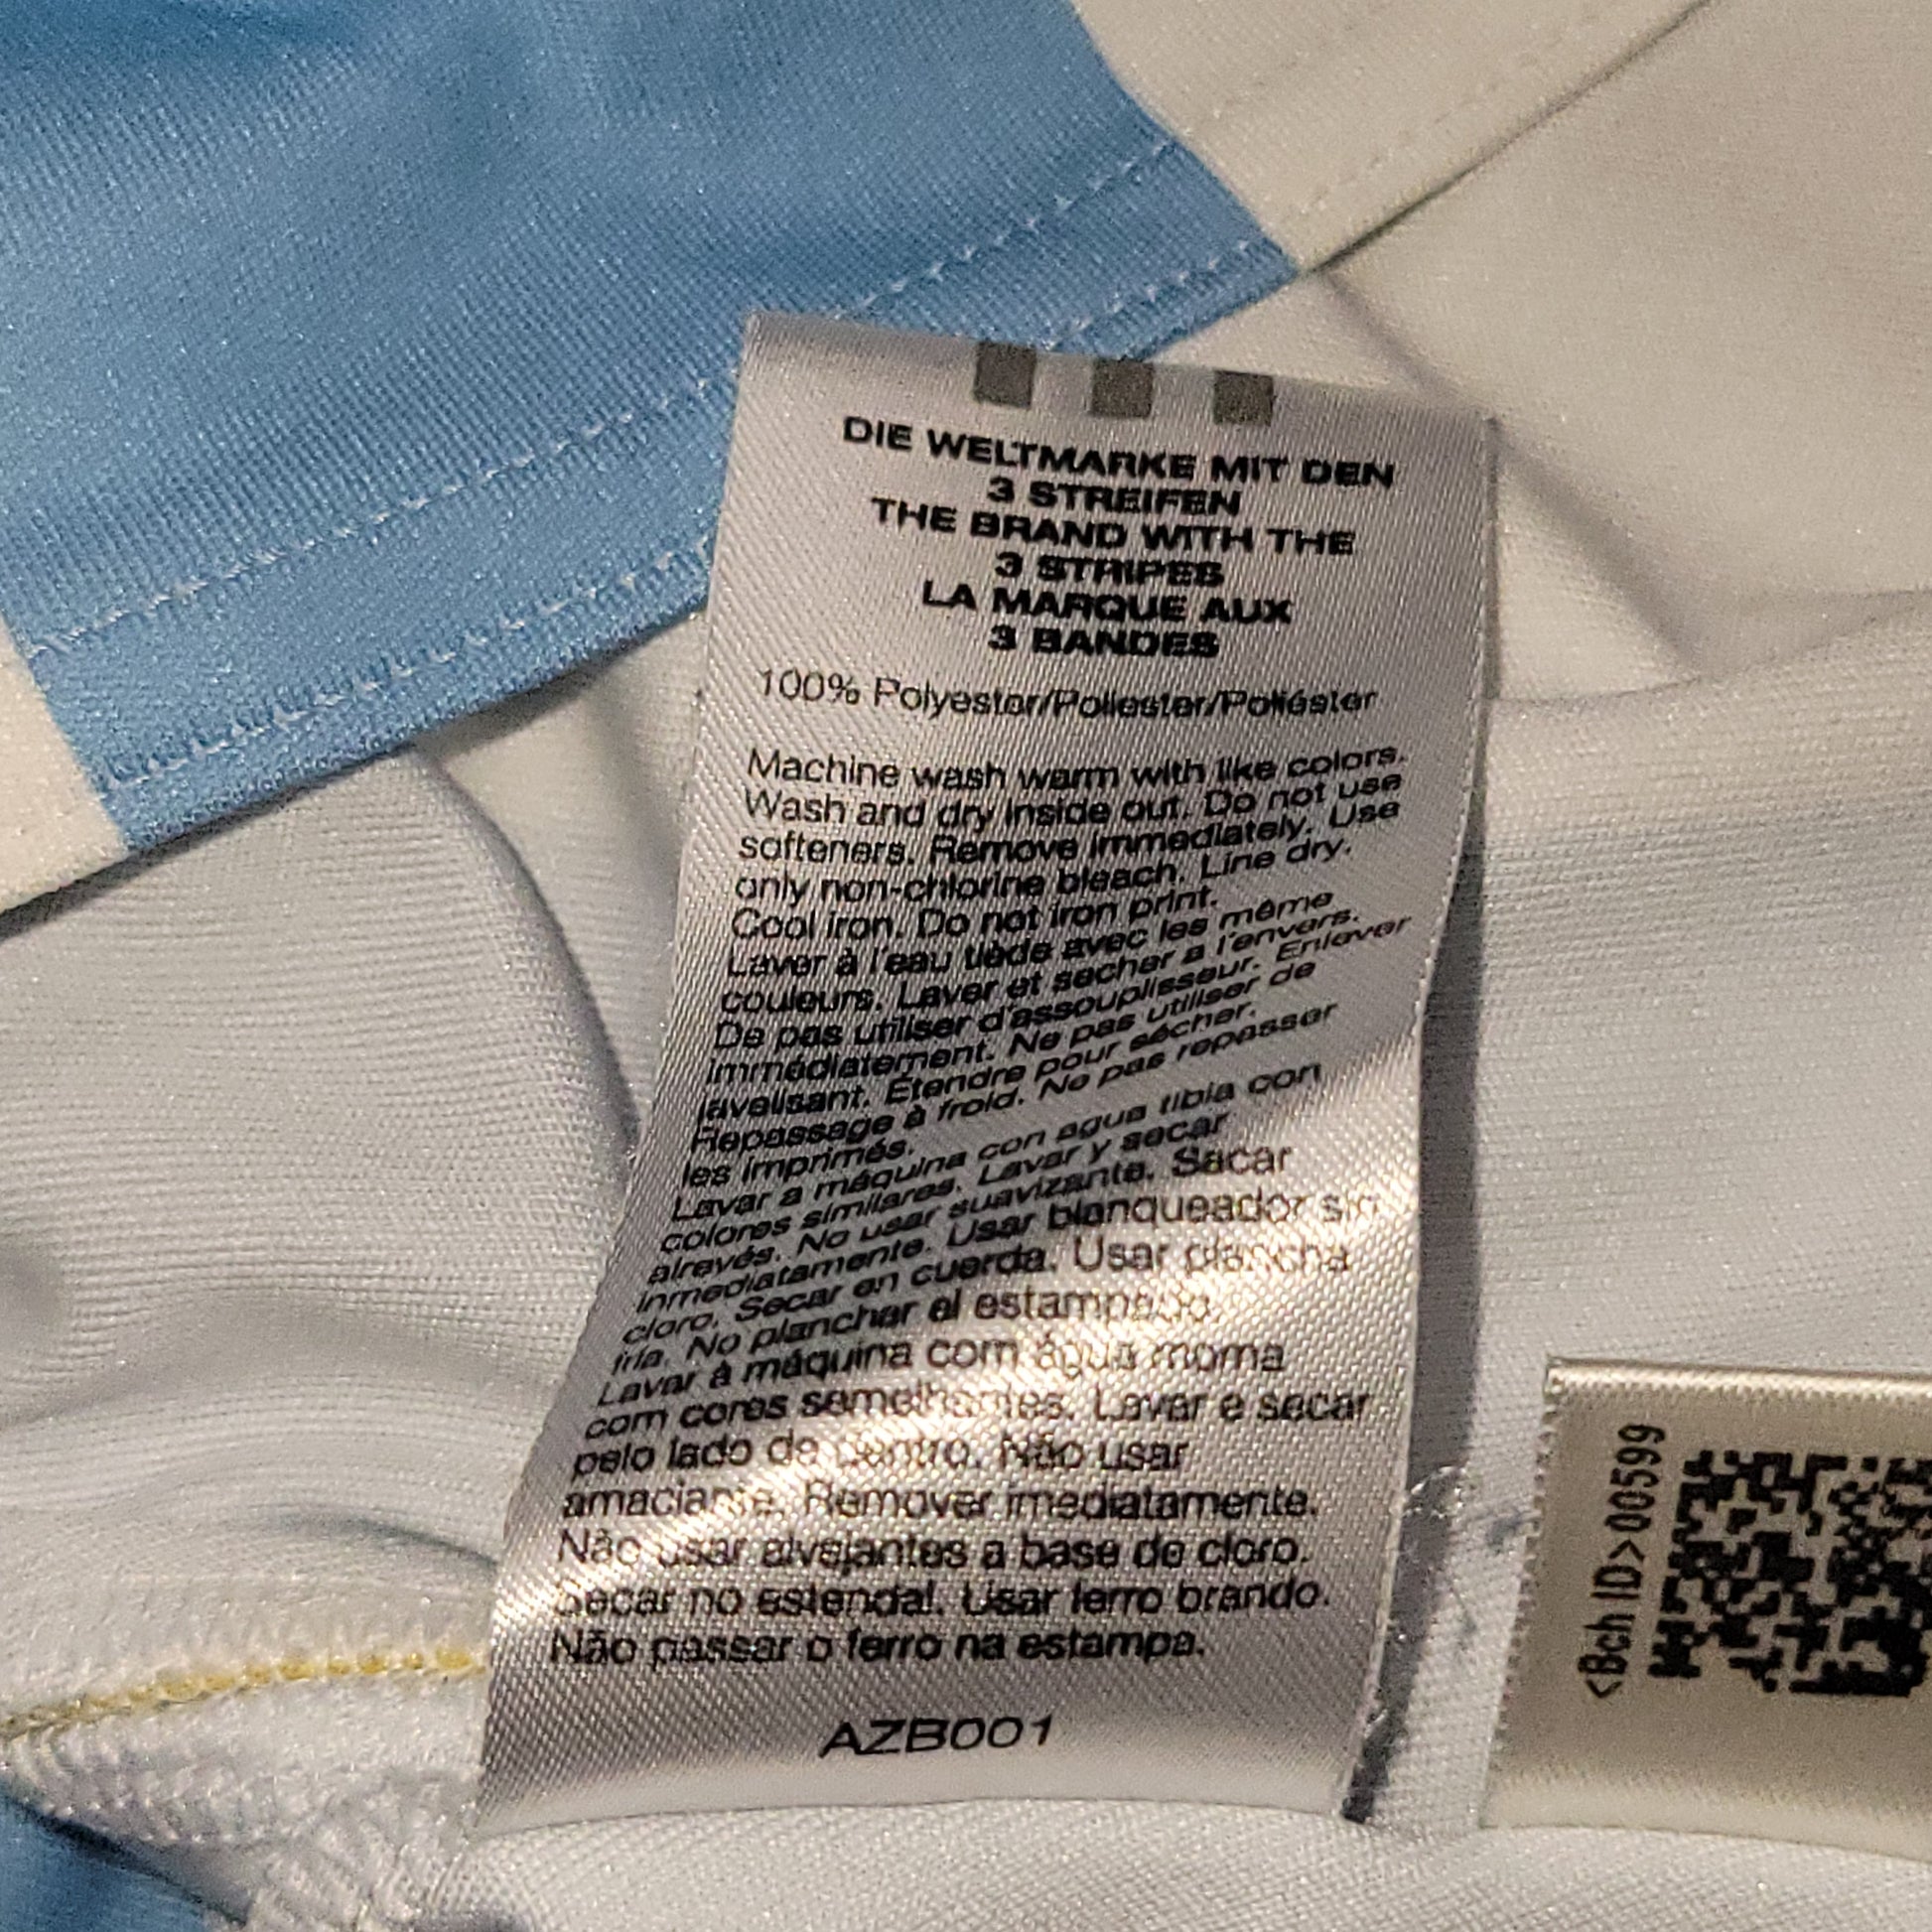 DIE WELTMARKE MIT DEN
3 STREIFEN
THE BRAND WITH THE
3 STRIPES
LA MARQUE AUX
3 BANDES
100% Polyester/Poliester/Poliéster
Machine wash warm with like colors.
Wash and dry inside out. Do not use
softeners. Remove immediately. Use
only non-chlorine bleach. Line dry.
Cool iron. Do not iron print.
Laver à l'eau tiède avec les même
couleurs. Laver et secher a l'envers.
De pas utiliser d'assouplisseur. Enlever
immédiatement. Ne pas utiliser de
javelisant. Étendre pour sécher.
Repassage à froid. No pas repasser
les imprimés.
Lavar a máquina con agua tibia con
colores similares. Lavar y secar
alrevés. No usar suavizante. Sacar
inmediatamente. Usar blanqueador sin
cloro. Secar en cuerda. Usar plancha
fria. No planchar al estampado.
Lavar à máquina com água morna
com cores semelhantes. Lavar e secar
pelo lado de dentro. Não usar
amaciante. Remover imediatamente.
Não usar alvejantes a base de cloro.
Secar no estendal. Usar ferro brando.
Não passar o ferro na estampa.
AZB001
<Bch ID>00599